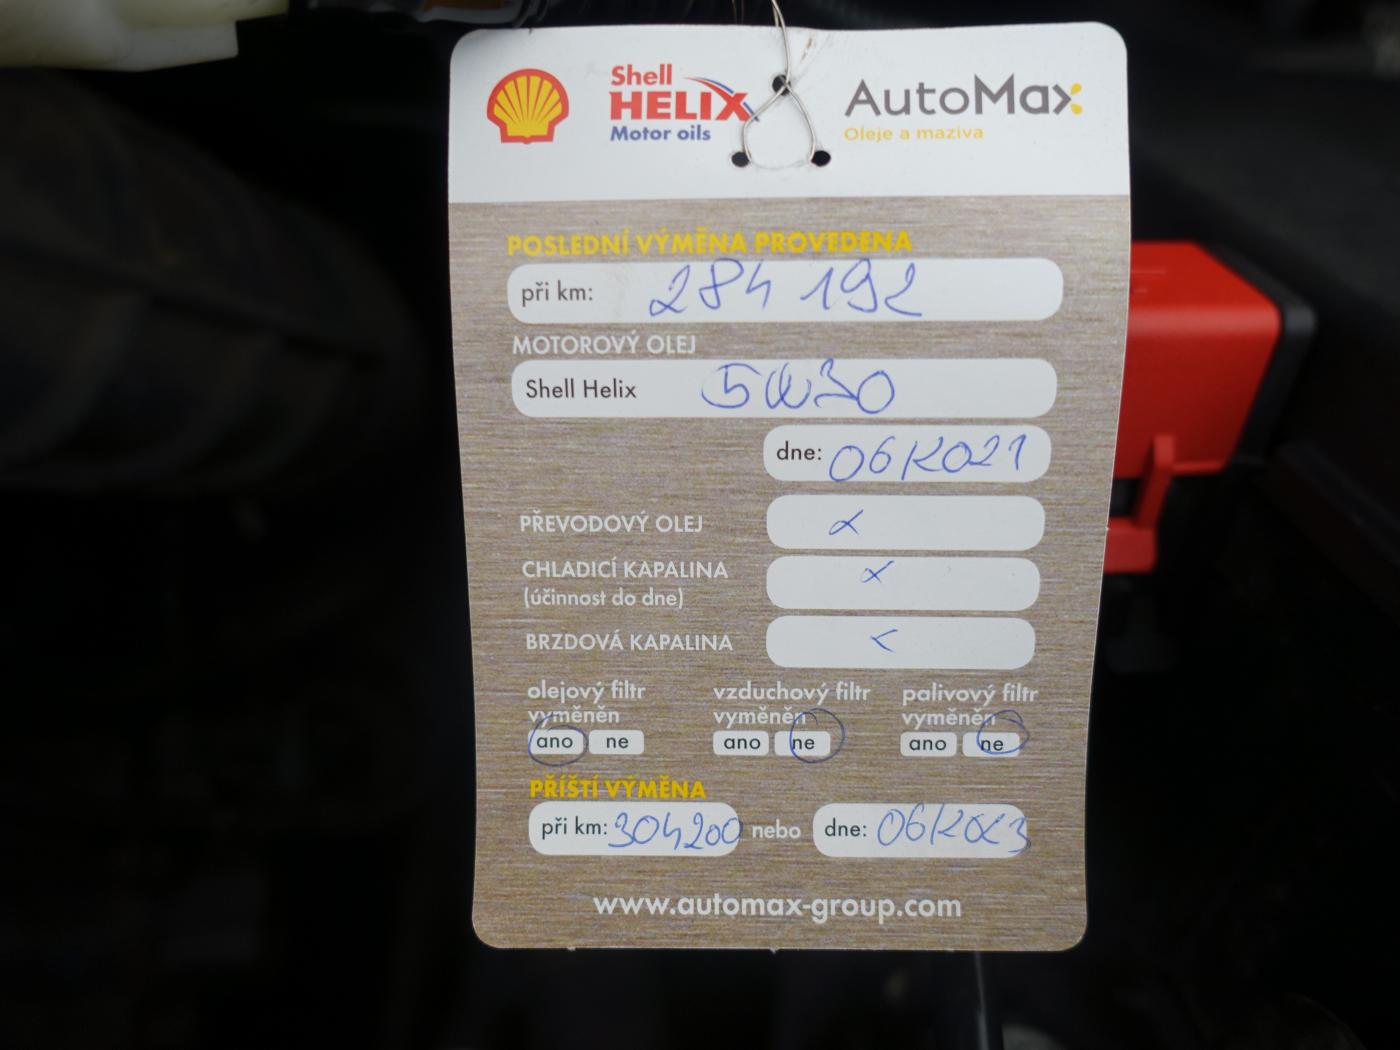 Shell
HELIX
Motor oils
AutoMax
Oleje a maziva
POSLEDNÍ VÝMĚNA PROVEDENA
při km: 284 192
MOTOROVÝ OLEJ
Shell Helix 5W30
dne: 06/2021
PŘEVODOVÝ OLEJ x
CHLADICÍ KAPALINA x
(účinnost do dne)
BRZDOVÁ KAPALINA
olejový filtr vzduchový filtr palivový filtr
vyměněn vyměněn vyměněn
ano ne ano ne ano ne
PŘÍŠTÍ VÝMĚNA
při km: 304200 nebo dne: 06/2023
www.automax-group.com